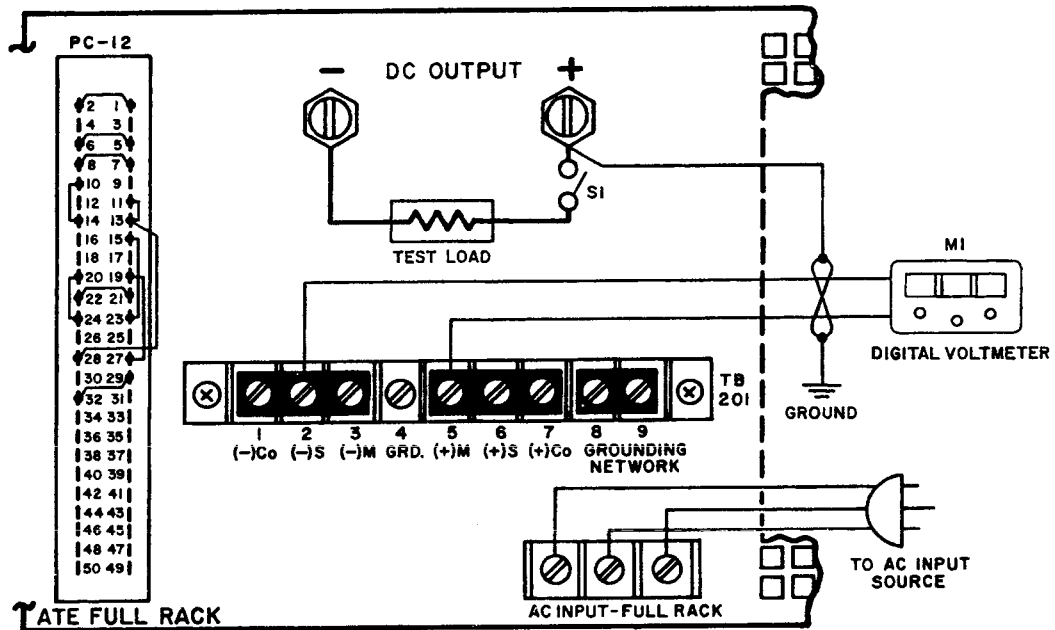 PC-12
2 1
4 3
6 5
8 7
10 9
12 11
14 13
16 15
18 17
20 19
22 21
24 23
26 25
28 27
30 29
32 31
34 33
36 35
38 37
40 39
42 41
44 43
46 45
48 47
50 49
− DC OUTPUT +
S1
TEST LOAD
M1
DIGITAL VOLTMETER
GROUND
TB
201
1 2 3 4 5 6 7 8 9
(-)Co (-)S (-)M GRD. (+)M (+)S (+)Co GROUNDING
NETWORK
TO AC INPUT
SOURCE
AC INPUT-FULL RACK
ATE FULL RACK